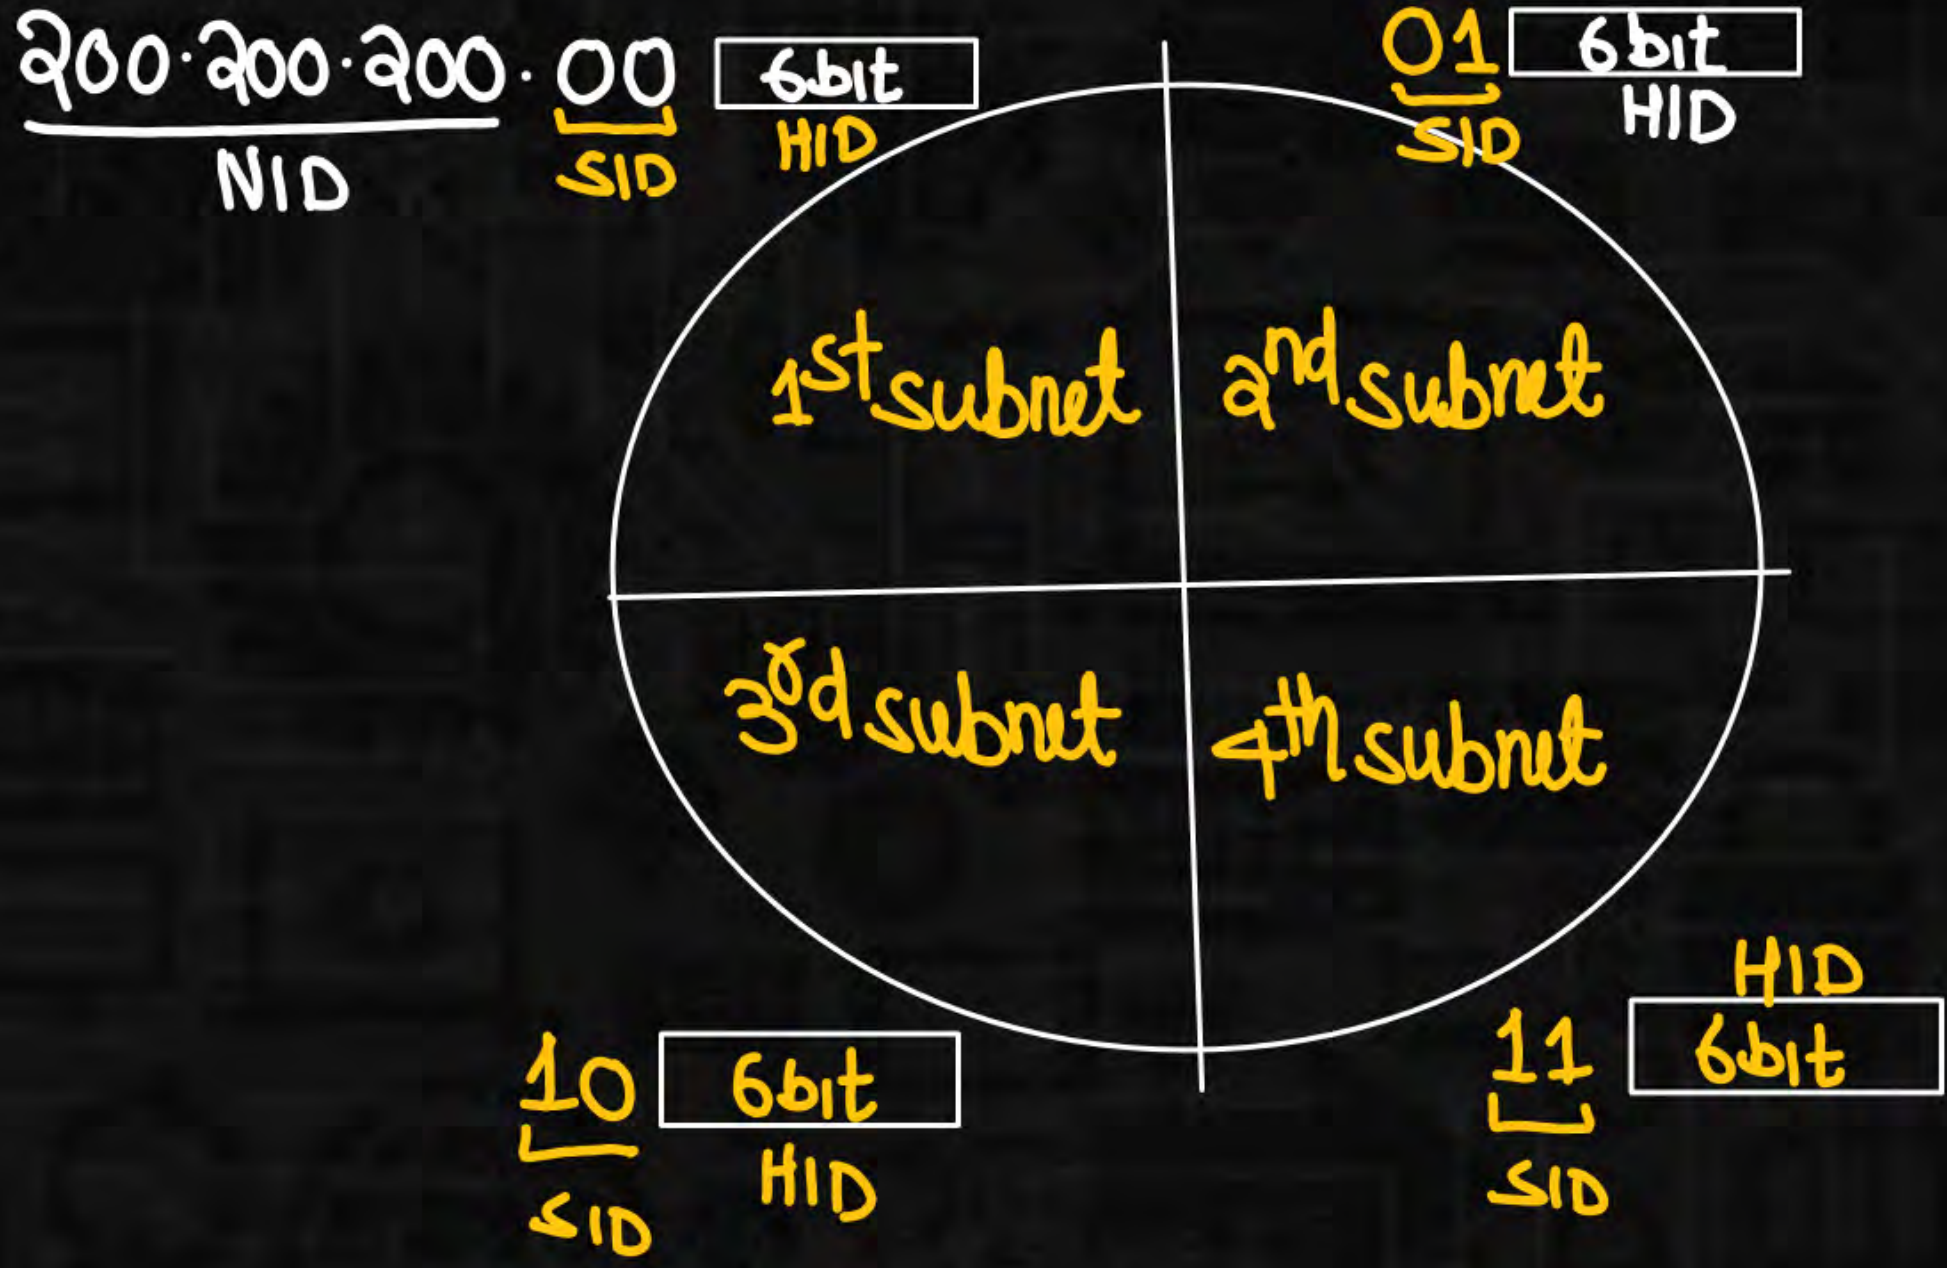 200.200.200.00 6bit
NID SID HID
01 6bit
SID HID
1st subnet
2nd subnet
3rd subnet
4th subnet
10 6bit
SID HID
HID
11 6bit
SID